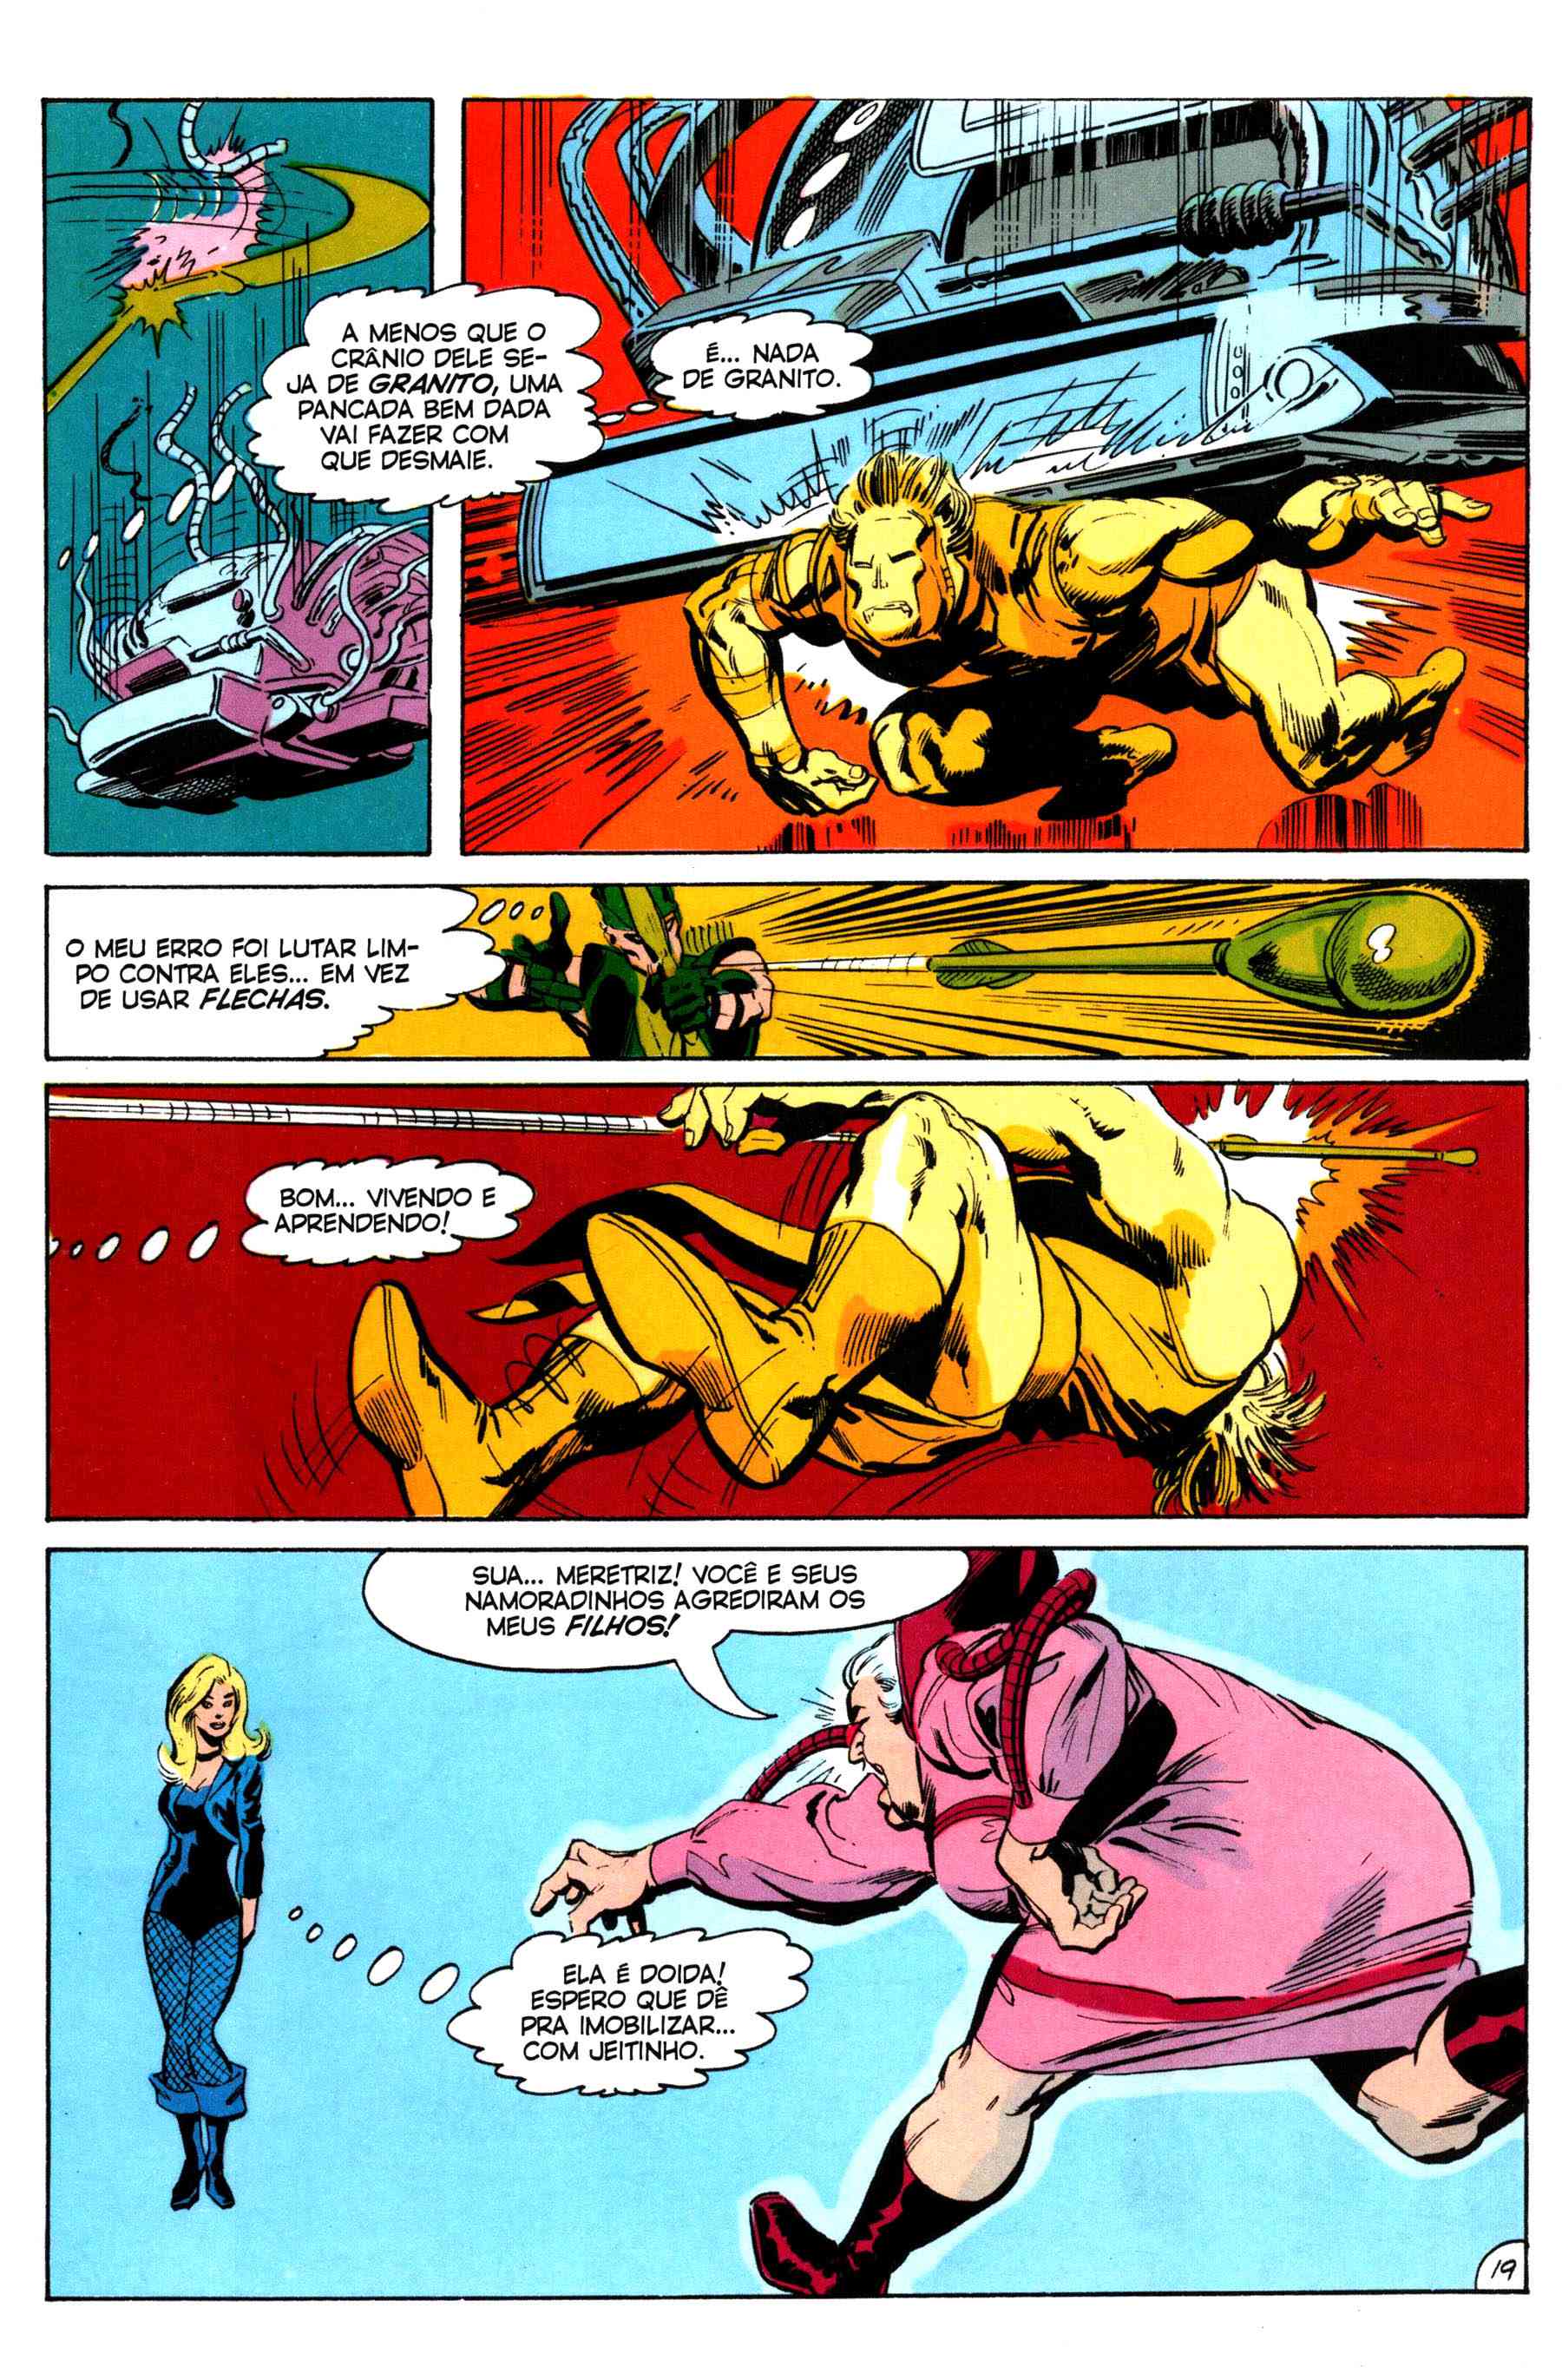 A MENOS QUE O
CRÂNIO DELE SE-
JA DE GRANITO, UMA
PANCADA BEM DADA
VAI FAZER COM
QUE DESMAIE.
É... NADA
DE GRANITO.
O MEU ERRO FOI LUTAR LIM-
PO CONTRA ELES... EM VEZ
DE USAR FLECHAS.
BOM... VIVENDO E
APRENDENDO!
SUA... MERETRIZ! VOCÊ E SEUS
NAMORADINHOS AGREDIRAM OS
MEUS FILHOS!
ELA É DOIDA!
ESPERO QUE DÊ
PRA IMOBILIZAR...
COM JEITINHO.
19